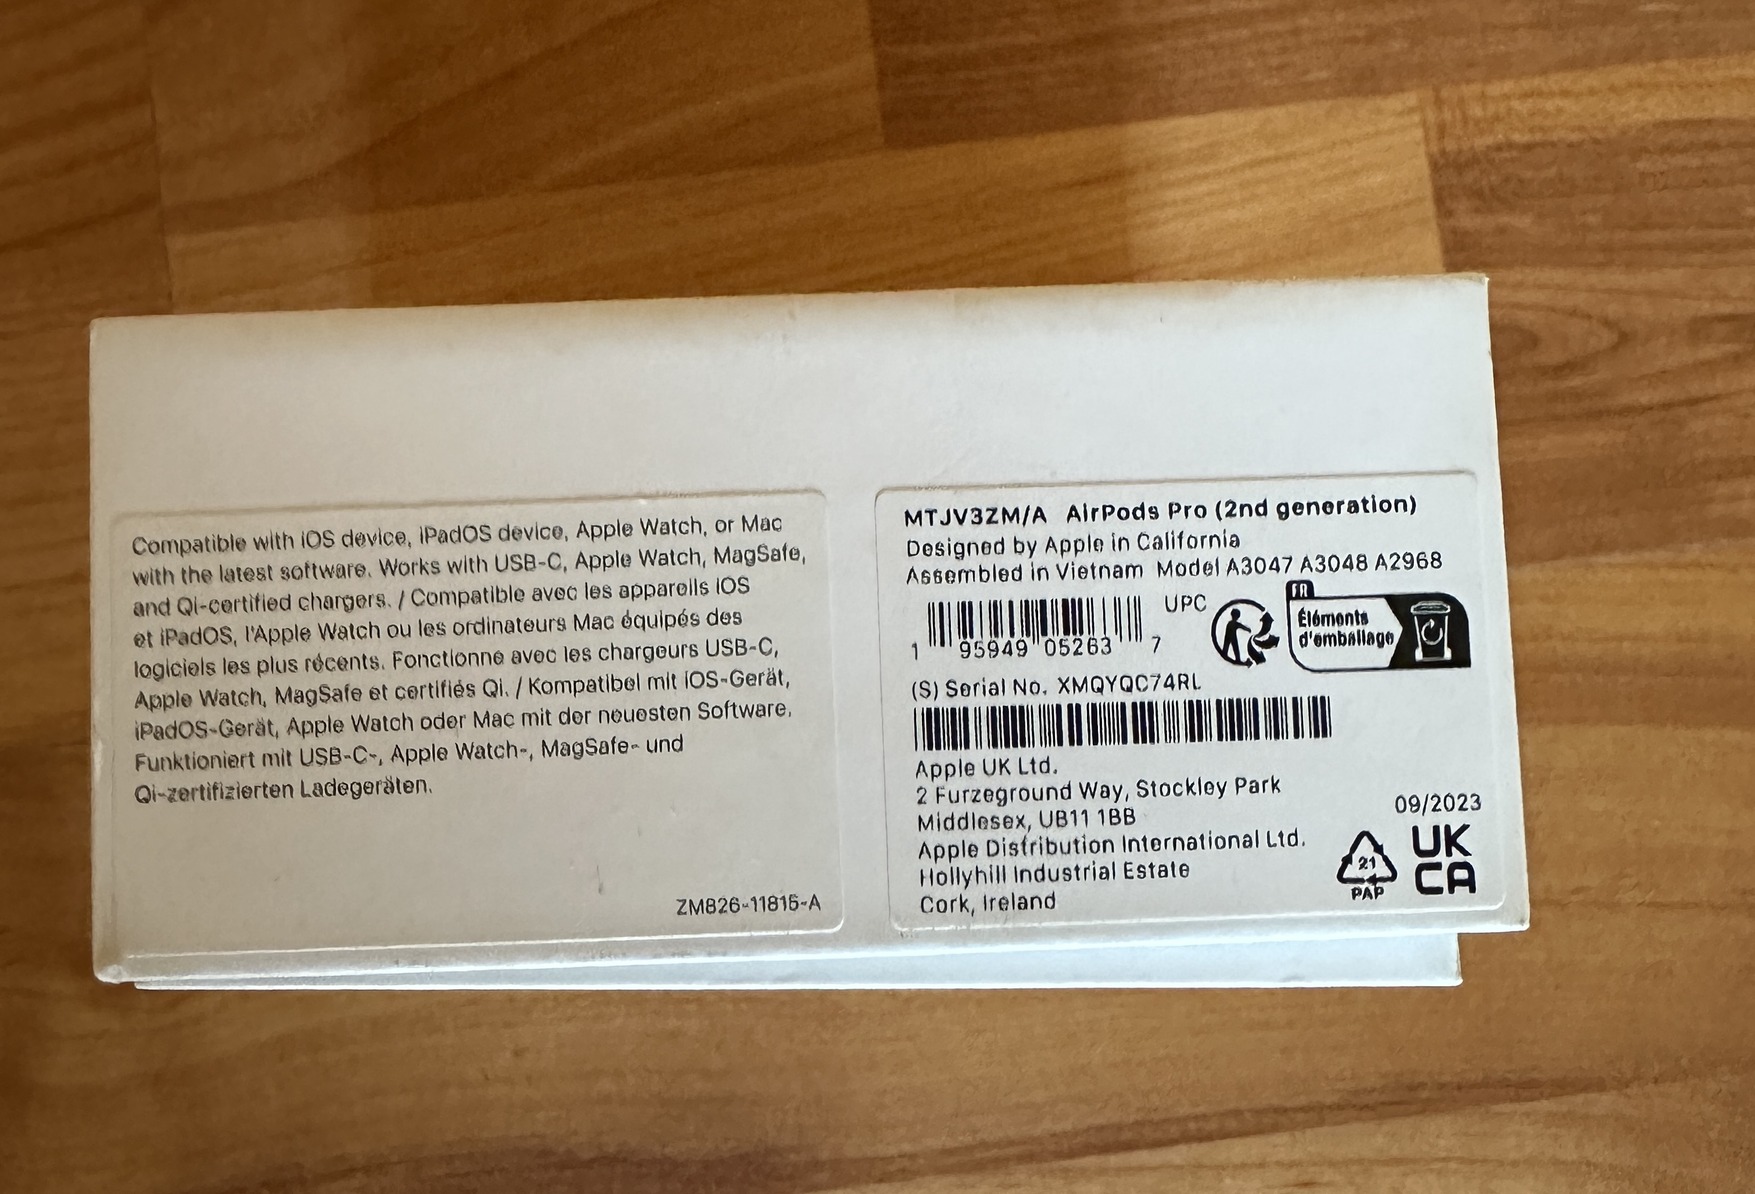 Compatible with iOS device, iPadOS device, Apple Watch, or Mac
with the latest software. Works with USB-C, Apple Watch, MagSafe,
and Qi-certified chargers. / Compatible avec les appareils iOS
et iPadOS, l'Apple Watch ou les ordinateurs Mac équipés des
logiciels les plus récents. Fonctionne avec les chargeurs USB-C,
Apple Watch, MagSafe et certifiés Qi. / Kompatibel mit iOS-Gerät,
iPadOS-Gerät, Apple Watch oder Mac mit der neuesten Software.
Funktioniert mit USB-C-, Apple Watch-, MagSafe- und
Qi-zertifizierten Ladegeräten.
ZM826-11815-A
MTJV3ZM/A AirPods Pro (2nd generation)
Designed by Apple in California
Assembled in Vietnam Model A3047 A3048 A2968
UPC
1 95949 05263 7
FR
Éléments
d'emballage
(S) Serial No. XMQYQC74RL
Apple UK Ltd.
2 Furzeground Way, Stockley Park
Middlesex, UB11 1BB
Apple Distribution International Ltd.
Hollyhill Industrial Estate
Cork, Ireland
09/2023
21
PAP
UK
CA